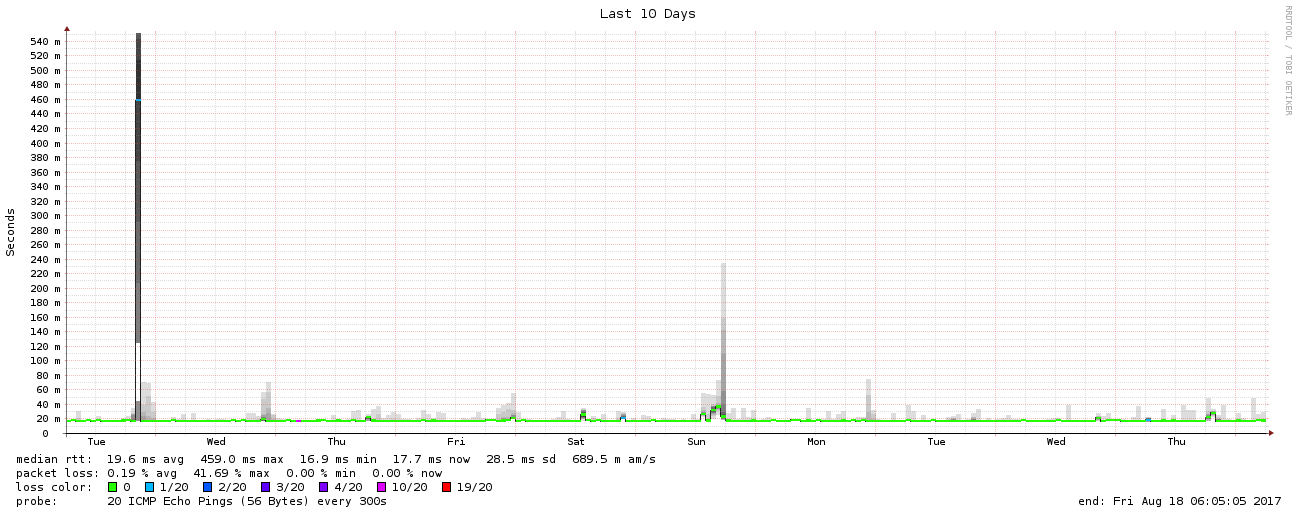 Last 10 Days
RRDTOOL / TOBI OETIKER
Seconds
540 m
520 m
500 m
480 m
460 m
440 m
420 m
400 m
380 m
360 m
340 m
320 m
300 m
280 m
260 m
240 m
220 m
200 m
180 m
160 m
140 m
120 m
100 m
80 m
60 m
40 m
20 m
0
Tue Wed Thu Fri Sat Sun Mon Tue Wed Thu
median rtt: 19.6 ms avg 459.0 ms max 16.9 ms min 17.7 ms now 28.5 ms sd 689.5 m am/s
packet loss: 0.19 % avg 41.69 % max 0.00 % min 0.00 % now
loss color: 0 1/20 2/20 3/20 4/20 10/20 19/20
probe: 20 ICMP Echo Pings (56 Bytes) every 300s end: Fri Aug 18 06:05:05 2017